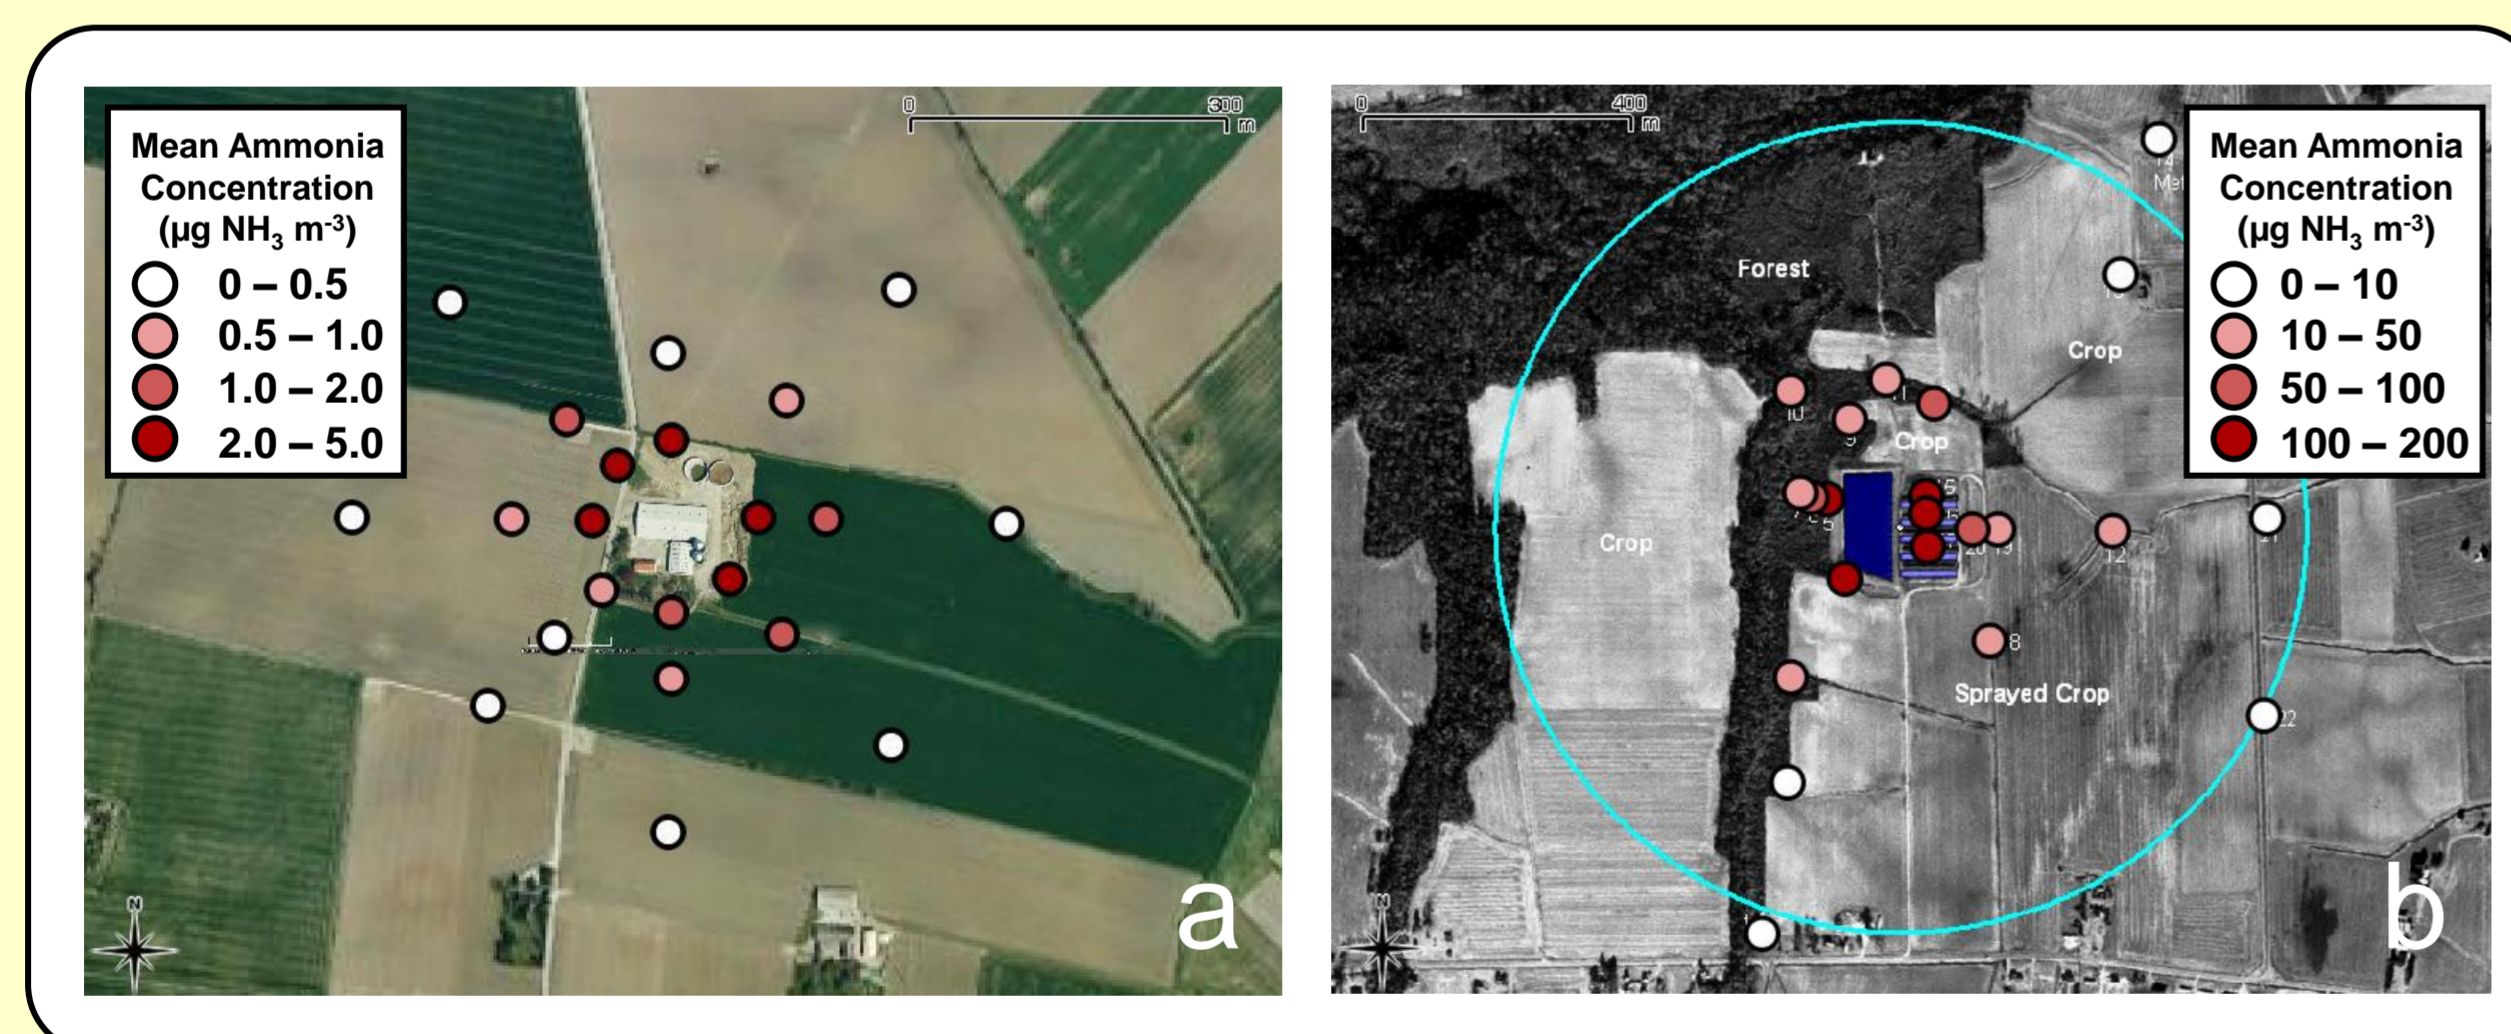 Mean Ammonia
Concentration
(µg NH3 m-3)
0 – 0.5
0.5 – 1.0
1.0 – 2.0
2.0 – 5.0
0
300
m
N
a
0
400
m
Mean Ammonia
Concentration
(µg NH3 m-3)
0 – 10
10 – 50
50 – 100
100 – 200
Forest
Crop
10
9
Crop
Crop
12
8
Sprayed Crop
22
N
b